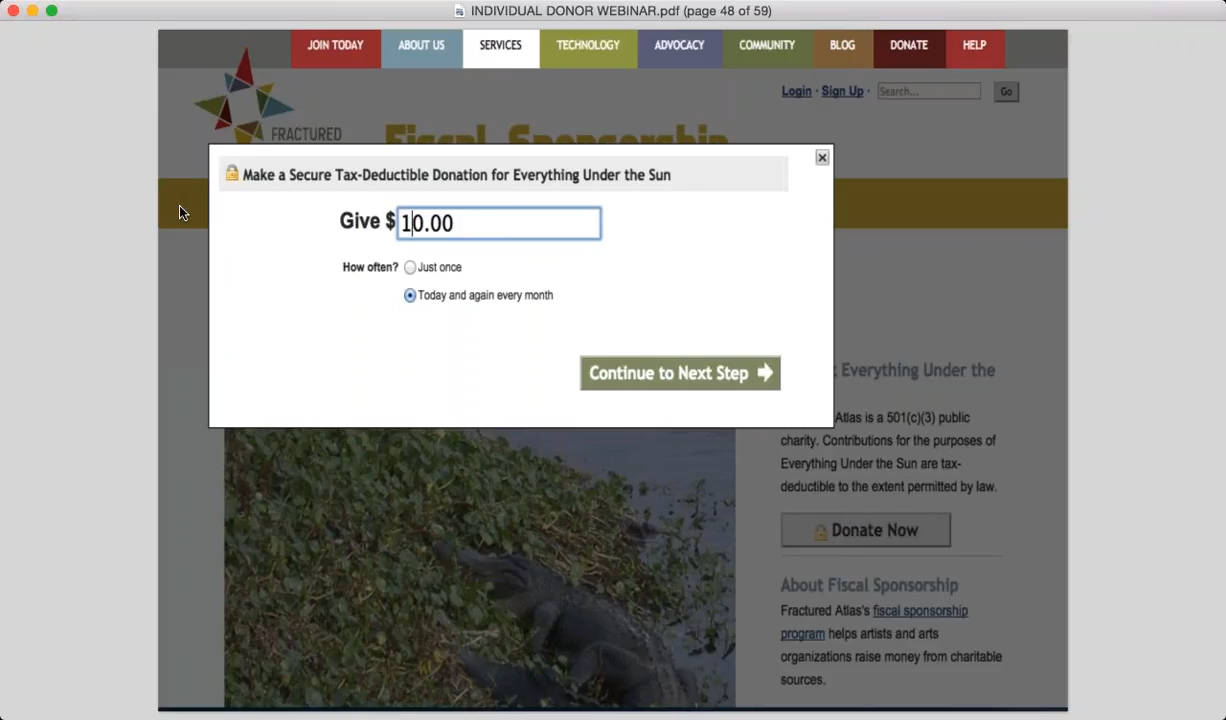 INDIVIDUAL DONOR WEBINAR.pdf (page 48 of 59)
JOIN TODAY ABOUT US SERVICES TECHNOLOGY ADVOCACY COMMUNITY BLOG DONATE HELP
Login · Sign Up · Search... Go
FRACTURED
Fiscal Sponsorship
Make a Secure Tax-Deductible Donation for Everything Under the Sun
Give $ 10.00
How often? Just once
Today and again every month
Continue to Next Step
Everything Under the
Atlas is a 501(c)(3) public
charity. Contributions for the purposes of
Everything Under the Sun are tax-
deductible to the extent permitted by law.
Donate Now
About Fiscal Sponsorship
Fractured Atlas's fiscal sponsorship
program helps artists and arts
organizations raise money from charitable
sources.